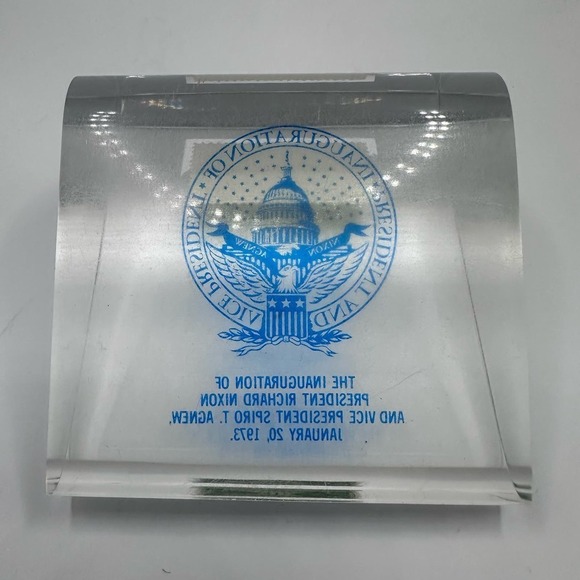 INAUGURATION OF
PRESIDENT AND
VICE PRESIDENT
NIXON
AGNEW
THE INAUGURATION OF
PRESIDENT RICHARD NIXON
AND VICE PRESIDENT SPIRO T. AGNEW,
JANUARY 20, 1973.